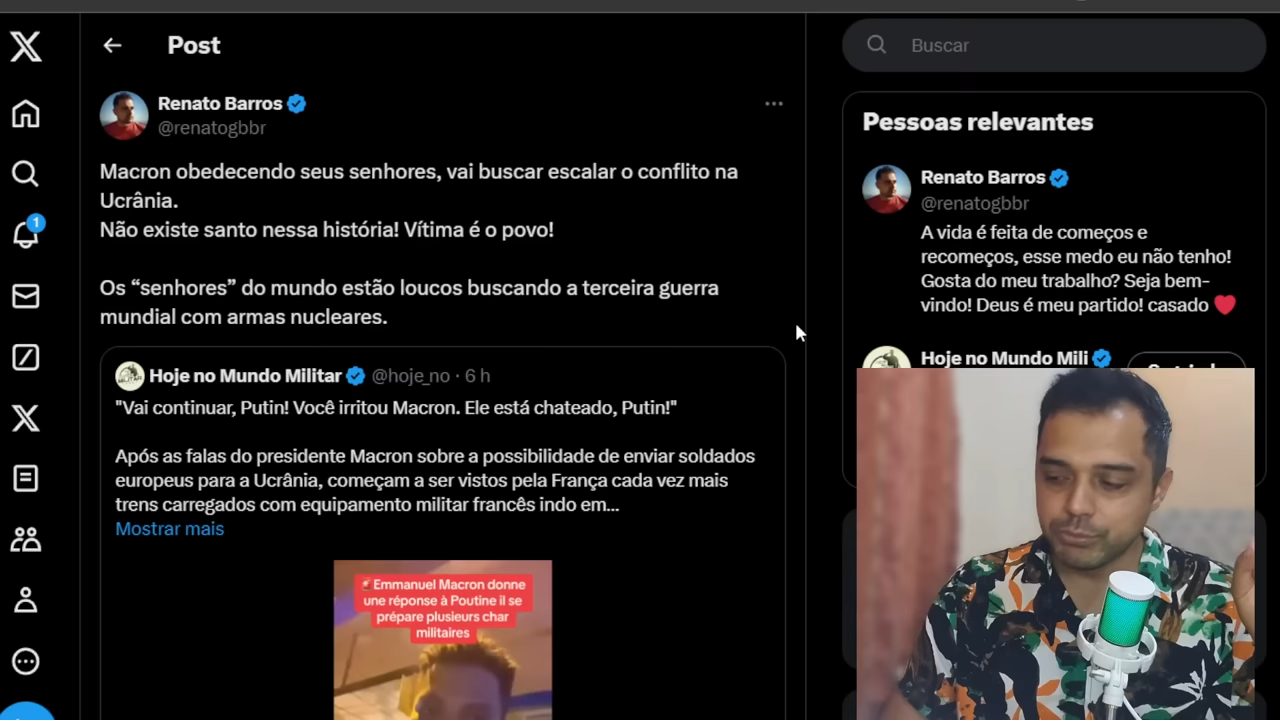 Post
Buscar
Renato Barros
@renatogbbr
Macron obedecendo seus senhores, vai buscar escalar o conflito na
Ucrânia.
Não existe santo nessa história! Vítima é o povo!
Os “senhores” do mundo estão loucos buscando a terceira guerra
mundial com armas nucleares.
Hoje no Mundo Militar @hoje_no · 6 h
"Vai continuar, Putin! Você irritou Macron. Ele está chateado, Putin!"
Após as falas do presidente Macron sobre a possibilidade de enviar soldados
europeus para a Ucrânia, começam a ser vistos pela França cada vez mais
trens carregados com equipamento militar francês indo em...
Mostrar mais
Emmanuel Macron donne
une réponse à Poutine il se
prépare plusieurs char
militaires
1
Pessoas relevantes
Renato Barros
@renatogbbr
A vida é feita de começos e
recomeços, esse medo eu não tenho!
Gosta do meu trabalho? Seja bem-
vindo! Deus é meu partido! casado
Hoje no Mundo Mili